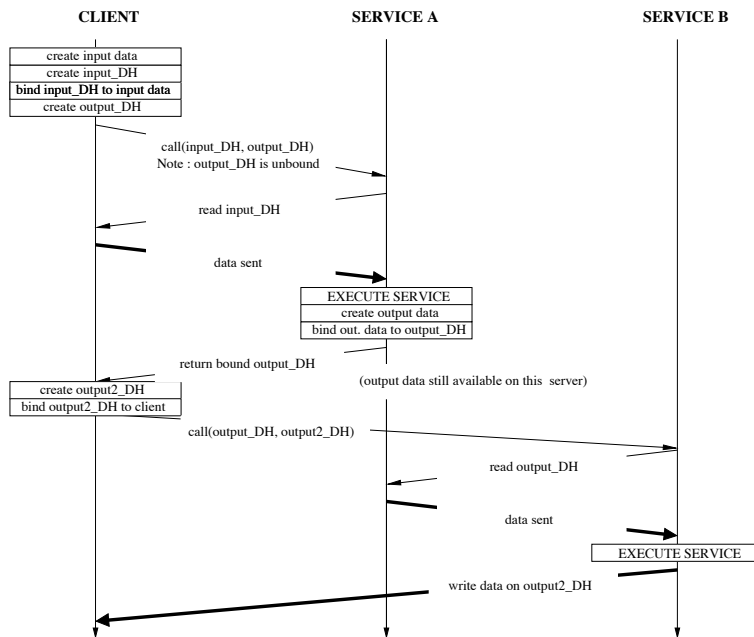 CLIENT
SERVICE A
SERVICE B
create input data
create input_DH
bind input_DH to input data
create output_DH
call(input_DH, output_DH)
Note : output_DH is unbound
read input_DH
data sent
EXECUTE SERVICE
create output data
bind out. data to output_DH
return bound output_DH
(output data still available on this server)
create output2_DH
bind output2_DH to client
call(output_DH, output2_DH)
read output_DH
data sent
EXECUTE SERVICE
write data on output2_DH